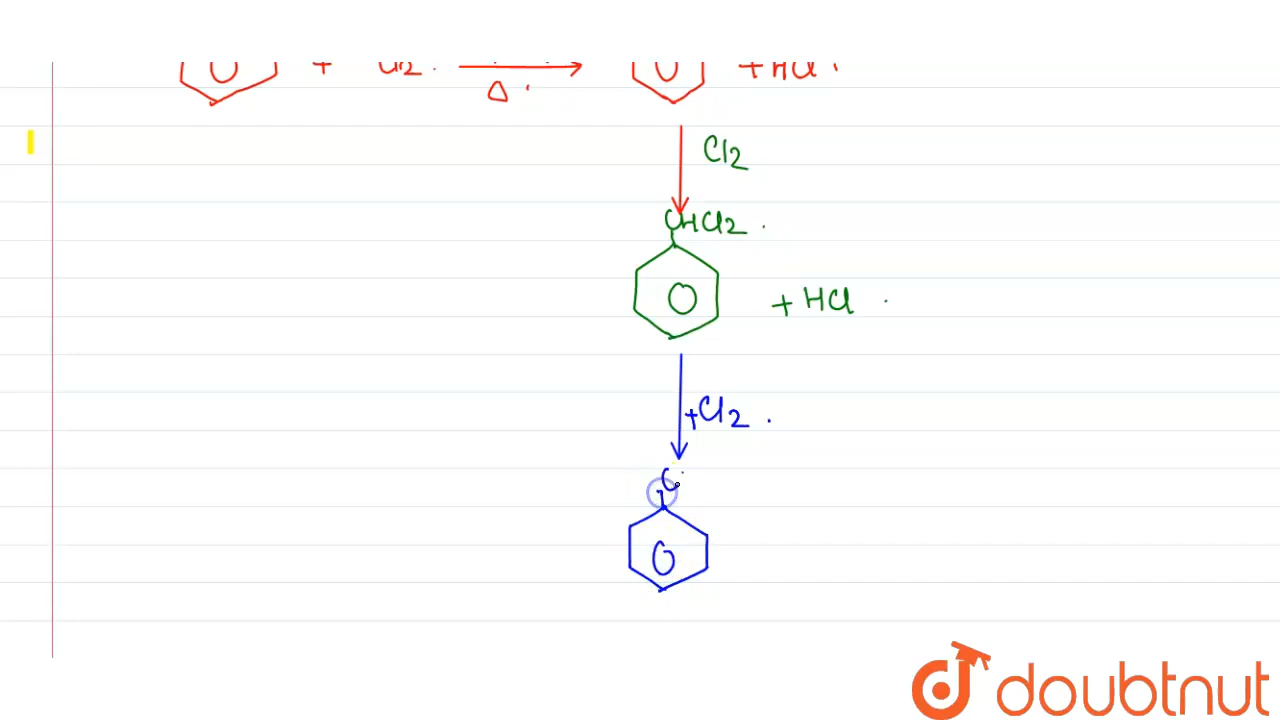 + Cl2 .
Δ
+ HCl .
Cl2
CHCl2 .
+ HCl .
+Cl2 .
C
doubtnut